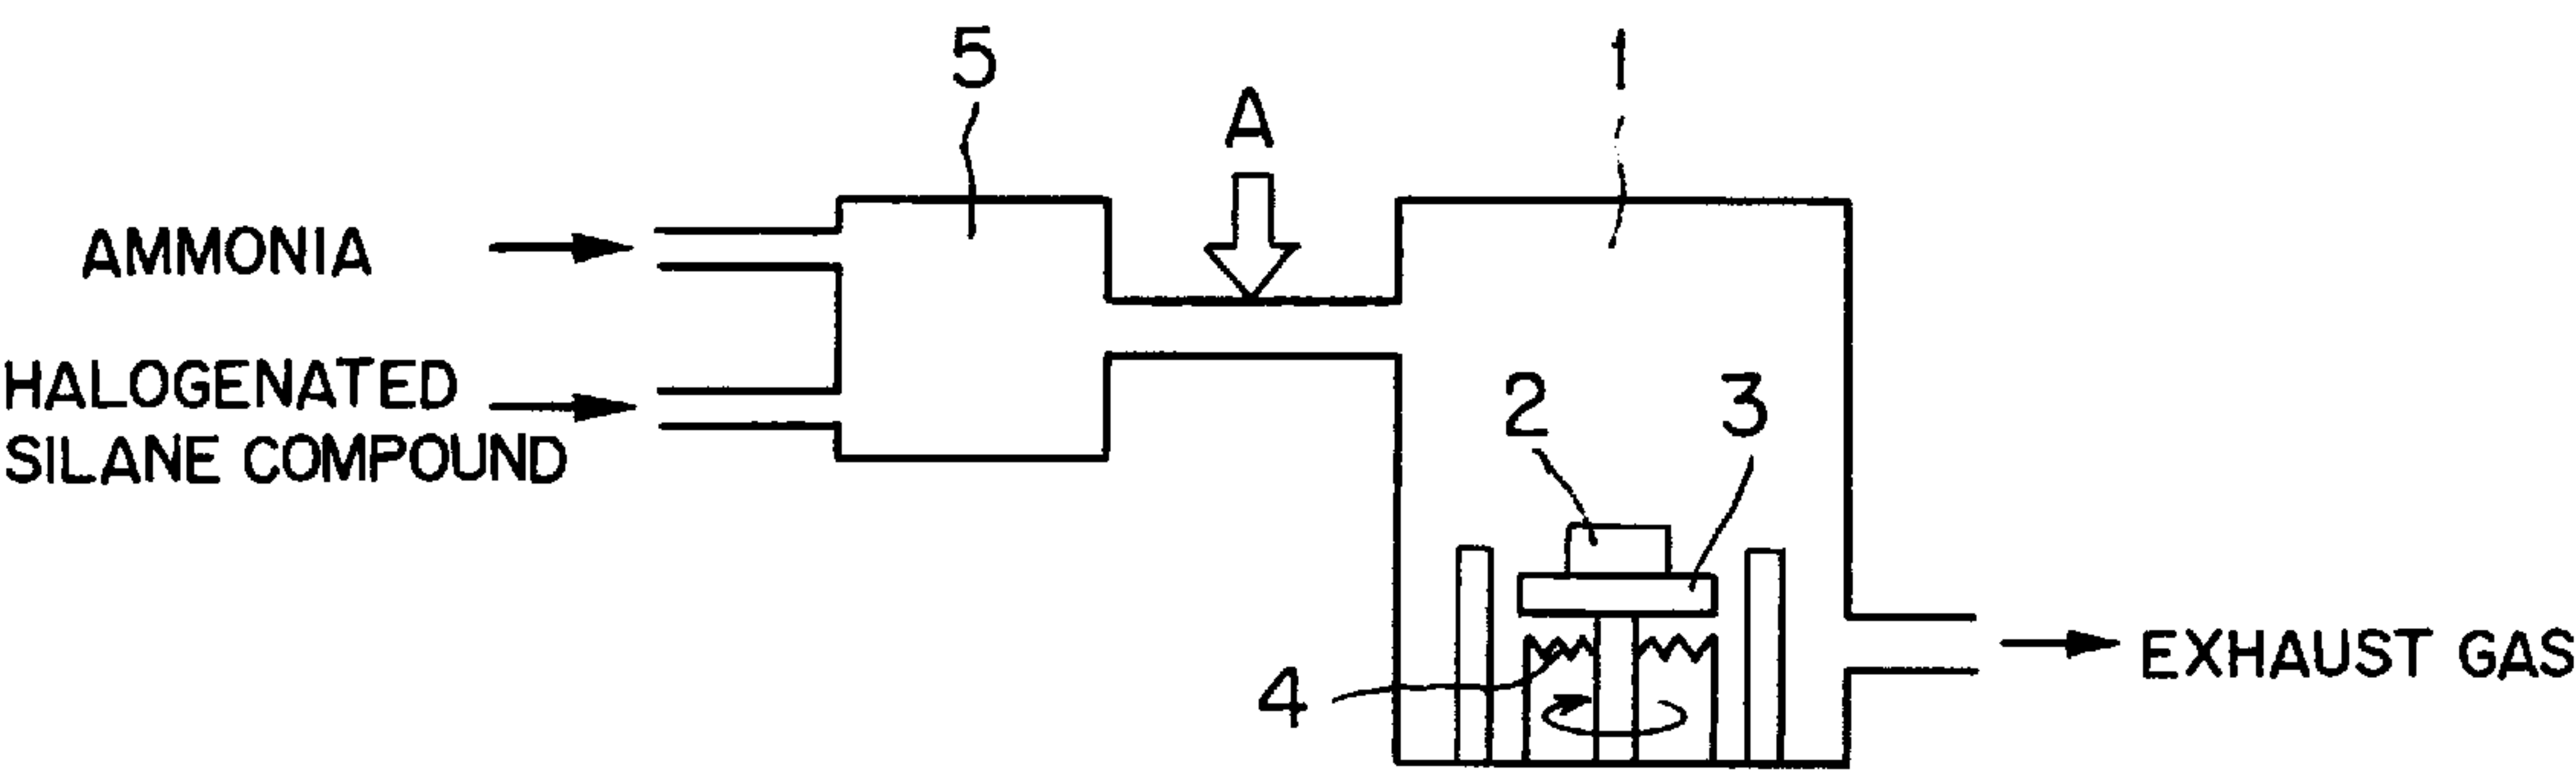 5
1
A
AMMONIA
HALOGENATED
SILANE COMPOUND
2
3
4
EXHAUST GAS